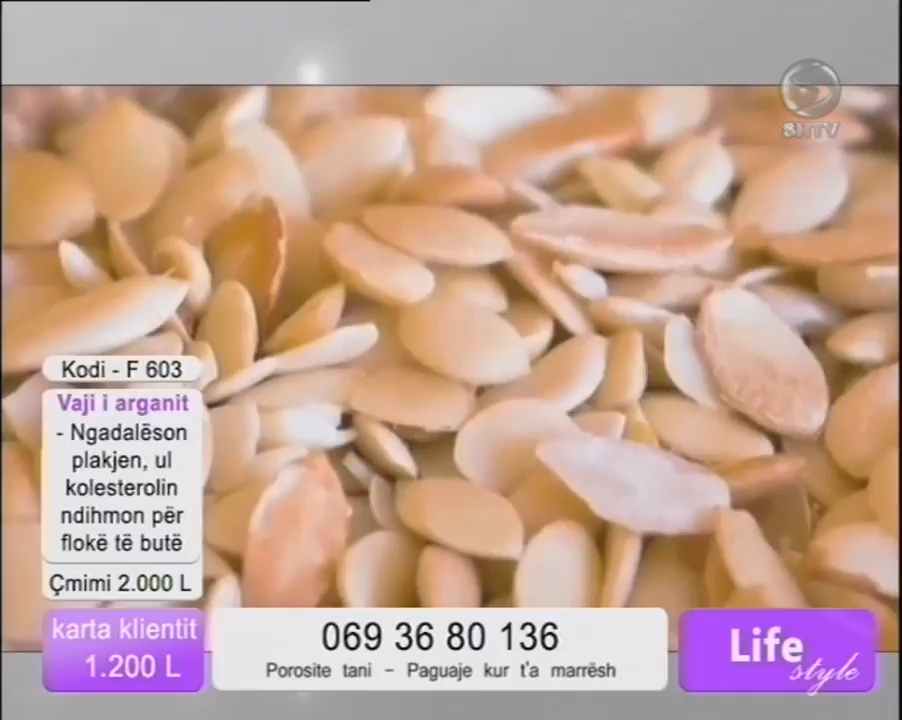 SHTV
Kodi - F 603
Vaji i arganit
- Ngadalëson
plakjen, ul
kolesterolin
ndihmon për
flokë të butë
Çmimi 2.000 L
karta klientit
1.200 L
069 36 80 136
Porosite tani - Paguaje kur t'a marrësh
Life
style